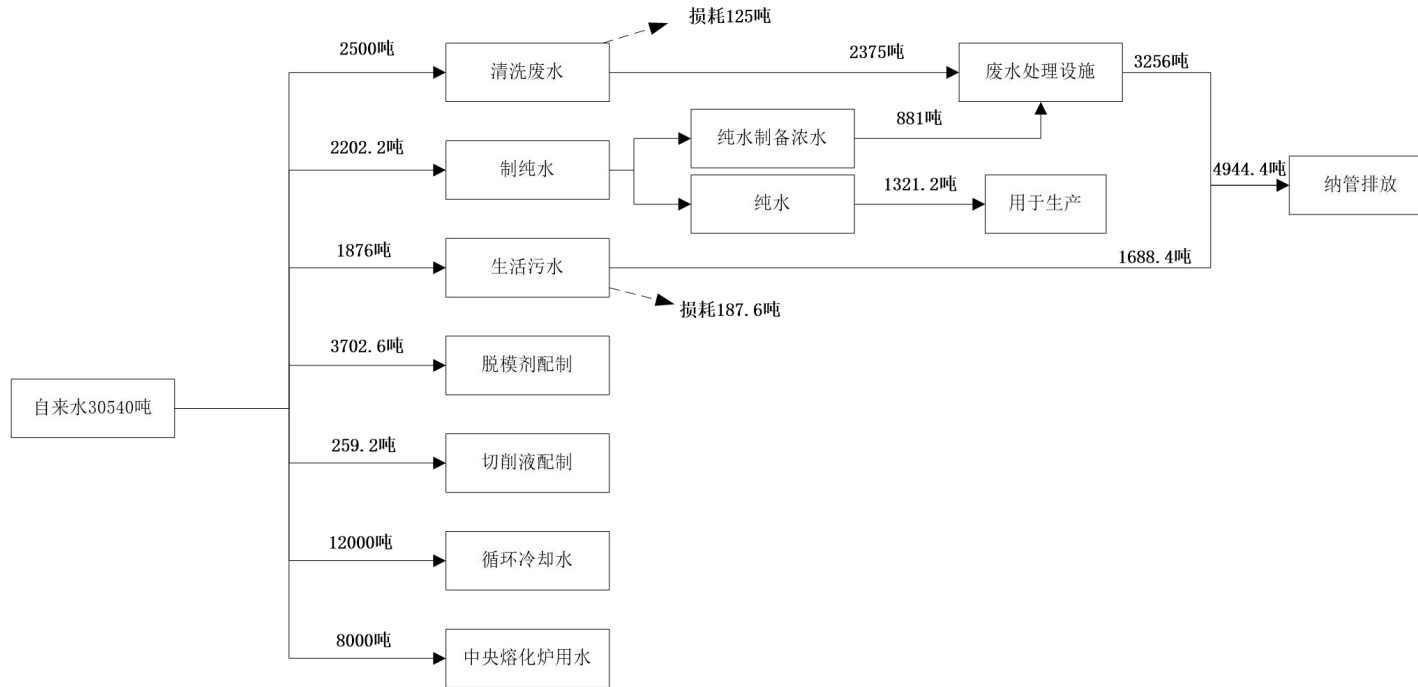 损耗125吨
2500吨
清洗废水
2375吨
废水处理设施
3256吨
2202.2吨
制纯水
纯水制备浓水
881吨
纯水
1321.2吨
用于生产
4944.4吨
纳管排放
1876吨
生活污水
1688.4吨
损耗187.6吨
3702.6吨
脱模剂配制
自来水30540吨
259.2吨
切削液配制
12000吨
循环冷却水
8000吨
中央熔化炉用水